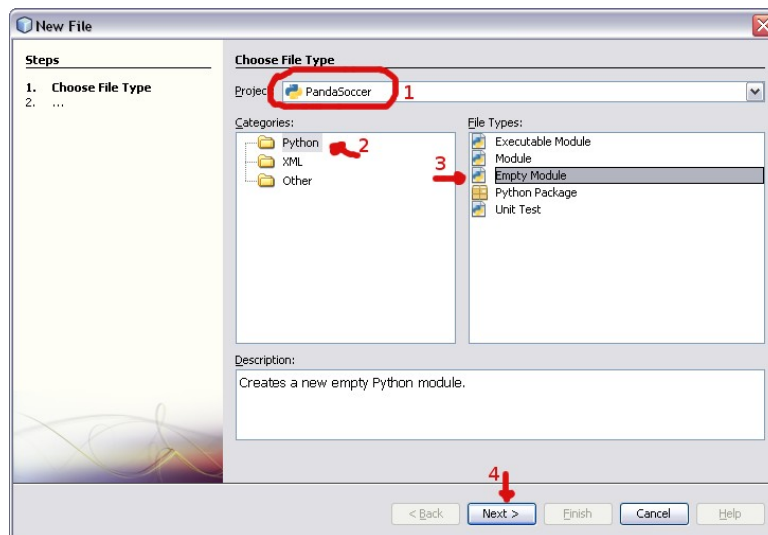 New File
Steps
1. Choose File Type
2. ...
Choose File Type
Projec PandaSoccer 1
Categories:
Python 2
XML
Other
File Types:
Executable Module
Module
3 Empty Module
Python Package
Unit Test
Description:
Creates a new empty Python module.
4
< Back Next > Finish Cancel Help